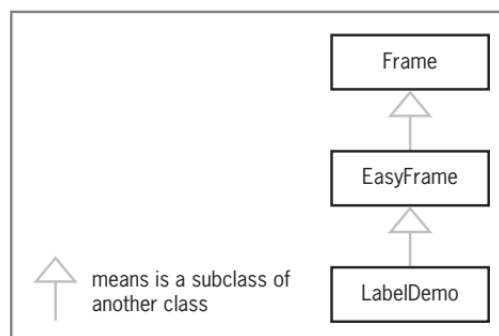 Frame
EasyFrame
LabelDemo
means is a subclass of
another class